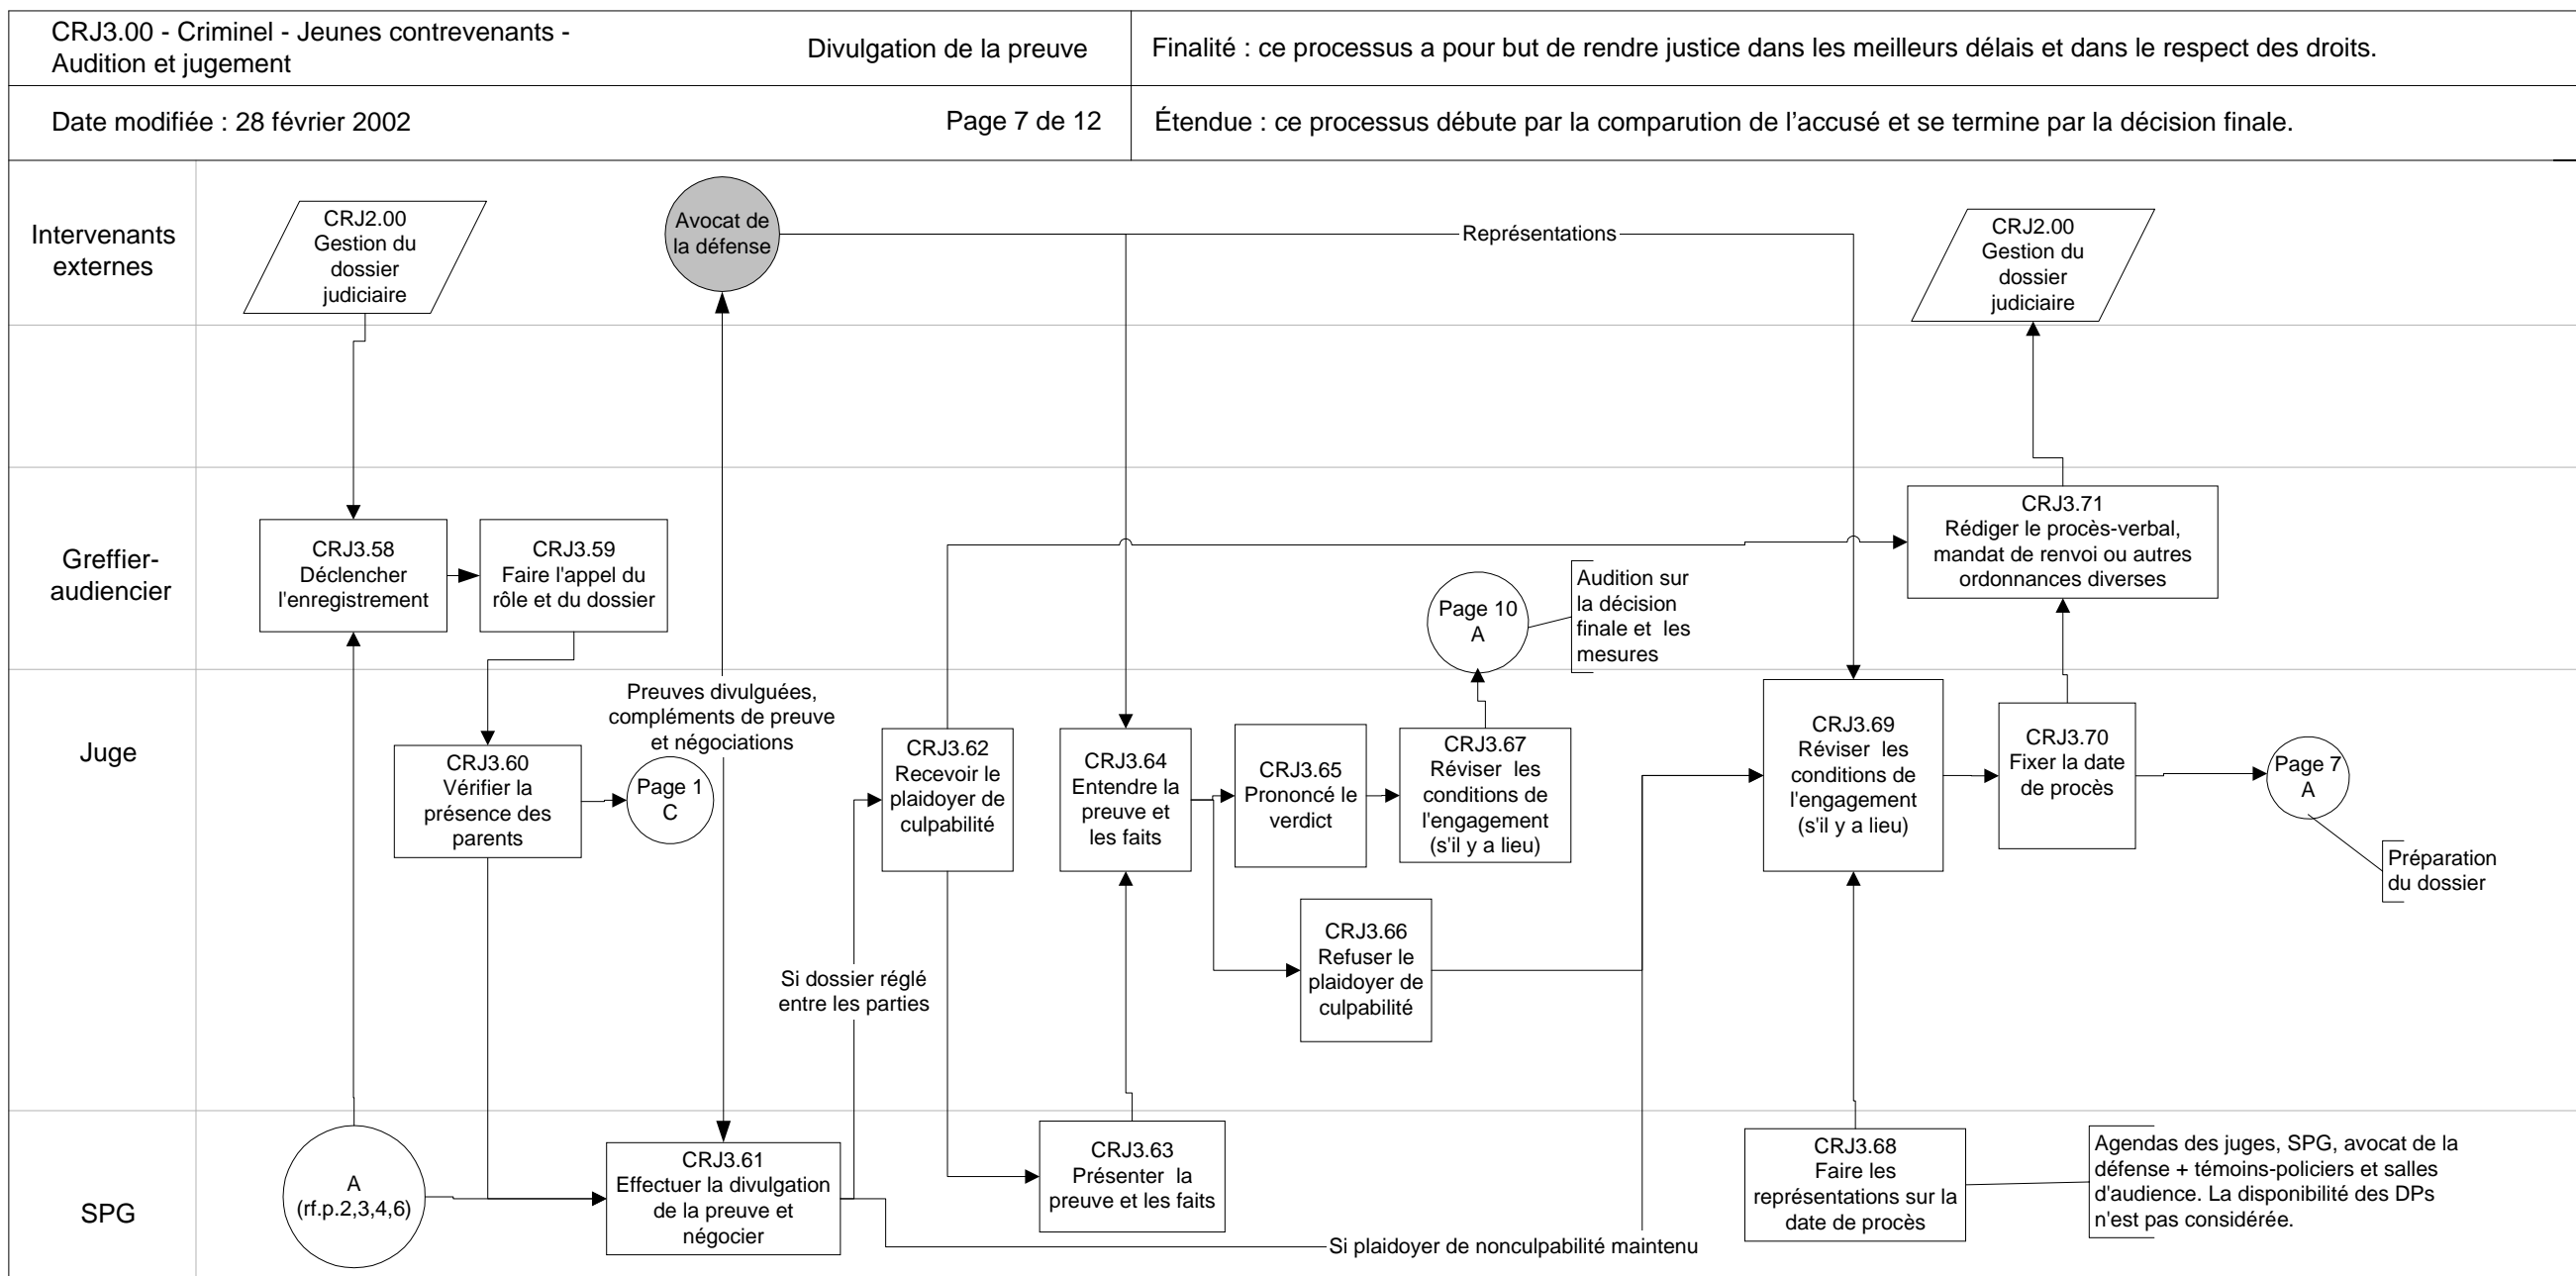 CRJ3.00 - Criminel - Jeunes contrevenants -
Audition et jugement
Divulgation de la preuve
Finalité : ce processus a pour but de rendre justice dans les meilleurs délais et dans le respect des droits.
Date modifiée : 28 février 2002
Page 7 de 12
Étendue : ce processus débute par la comparution de l'accusé et se termine par la décision finale.
Intervenants
externes
CRJ2.00
Gestion du
dossier
judiciaire
Avocat de
la défense
Représentations
CRJ2.00
Gestion du
dossier
judiciaire
Greffier-
audiencier
CRJ3.58
Déclencher
l'enregistrement
CRJ3.59
Faire l'appel du
rôle et du dossier
Page 10
A
Audition sur
la décision
finale et les
mesures
CRJ3.71
Rédiger le procès-verbal,
mandat de renvoi ou autres
ordonnances diverses
Juge
CRJ3.60
Vérifier la
présence des
parents
Page 1
C
Preuves divulguées,
compléments de preuve
et négociations
CRJ3.62
Recevoir le
plaidoyer de
culpabilité
CRJ3.64
Entendre la
preuve et
les faits
CRJ3.65
Prononcé le
verdict
CRJ3.67
Réviser les
conditions de
l'engagement
(s'il y a lieu)
CRJ3.69
Réviser les
conditions de
l'engagement
(s'il y a lieu)
CRJ3.70
Fixer la date
de procès
Page 7
A
Préparation
du dossier
CRJ3.66
Refuser le
plaidoyer de
culpabilité
Si dossier réglé
entre les parties
SPG
A
(rf.p.2,3,4,6)
CRJ3.61
Effectuer la divulgation
de la preuve et
négocier
CRJ3.63
Présenter la
preuve et les faits
Si plaidoyer de nonculpabilité maintenu
CRJ3.68
Faire les
représentations sur la
date de procès
Agendas des juges, SPG, avocat de la
défense + témoins-policiers et salles
d'audience. La disponibilité des DPs
n'est pas considérée.